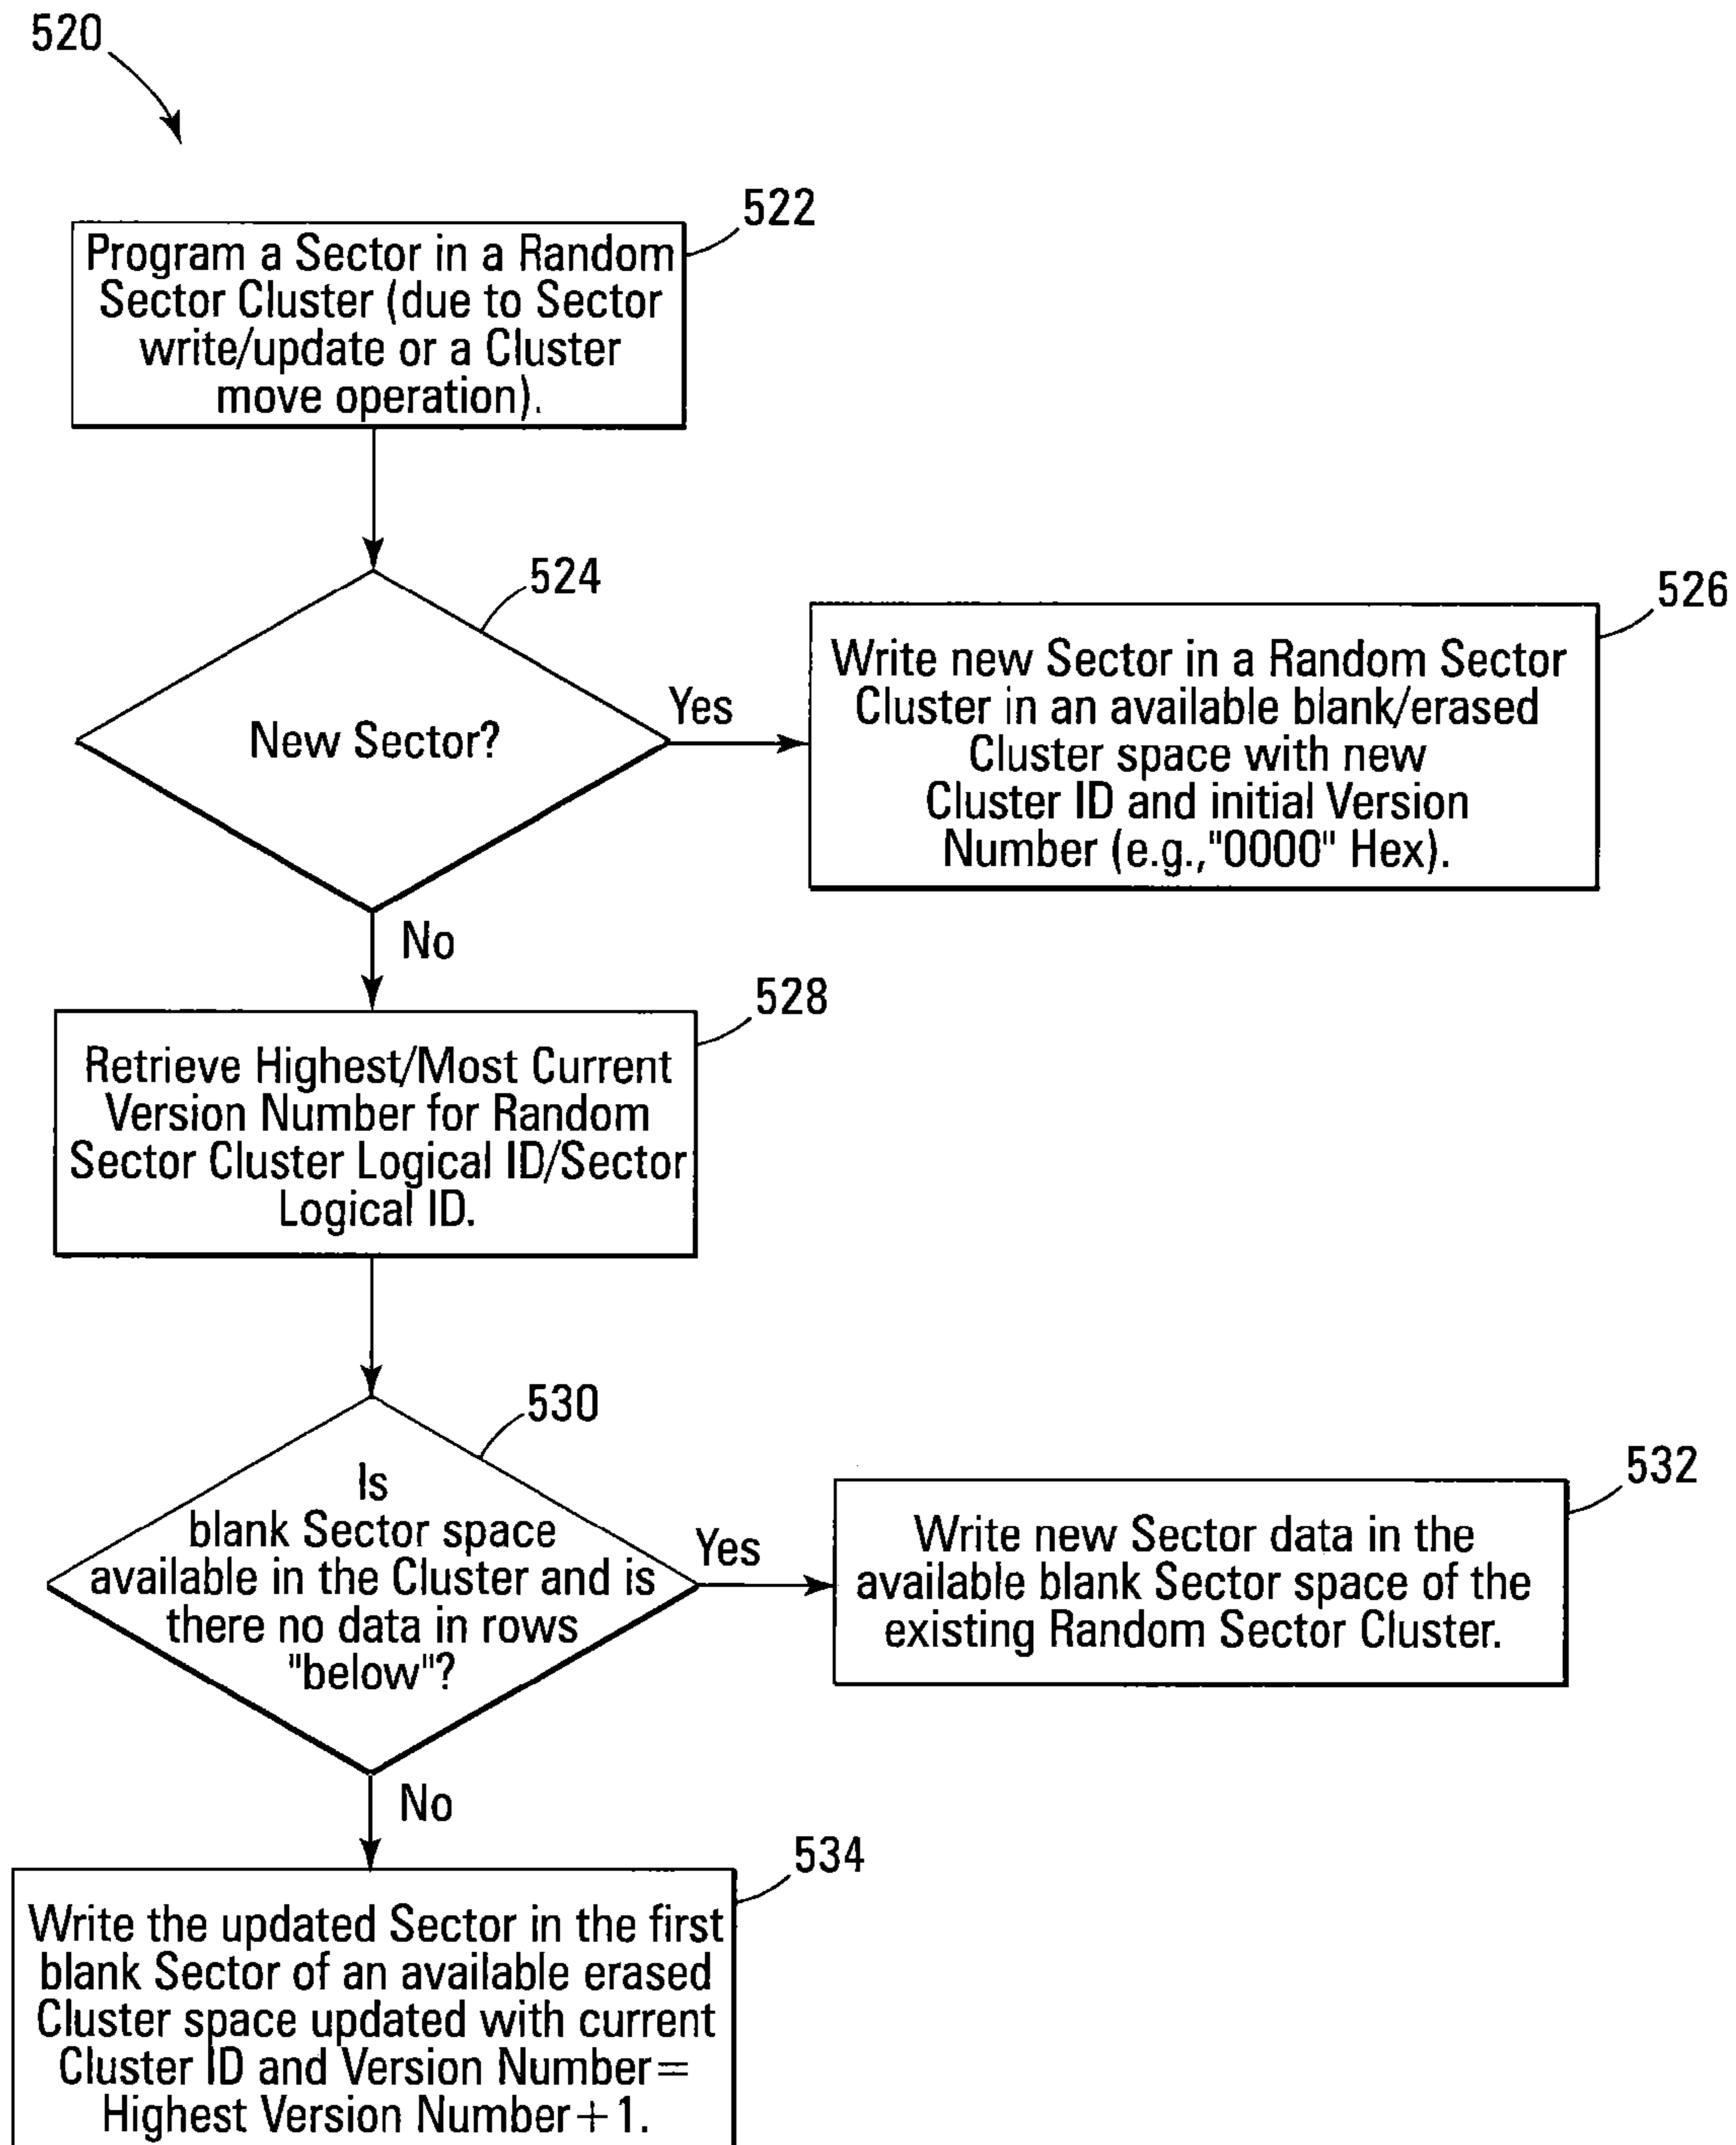 520
522
Program a Sector in a Random
Sector Cluster (due to Sector
write/update or a Cluster
move operation).
524
New Sector?
Yes
526
Write new Sector in a Random Sector
Cluster in an available blank/erased
Cluster space with new
Cluster ID and initial Version
Number (e.g.,"0000" Hex).
No
528
Retrieve Highest/Most Current
Version Number for Random
Sector Cluster Logical ID/Sector
Logical ID.
530
Is
blank Sector space
available in the Cluster and is
there no data in rows
"below"?
Yes
532
Write new Sector data in the
available blank Sector space of the
existing Random Sector Cluster.
No
534
Write the updated Sector in the first
blank Sector of an available erased
Cluster space updated with current
Cluster ID and Version Number=
Highest Version Number+1.